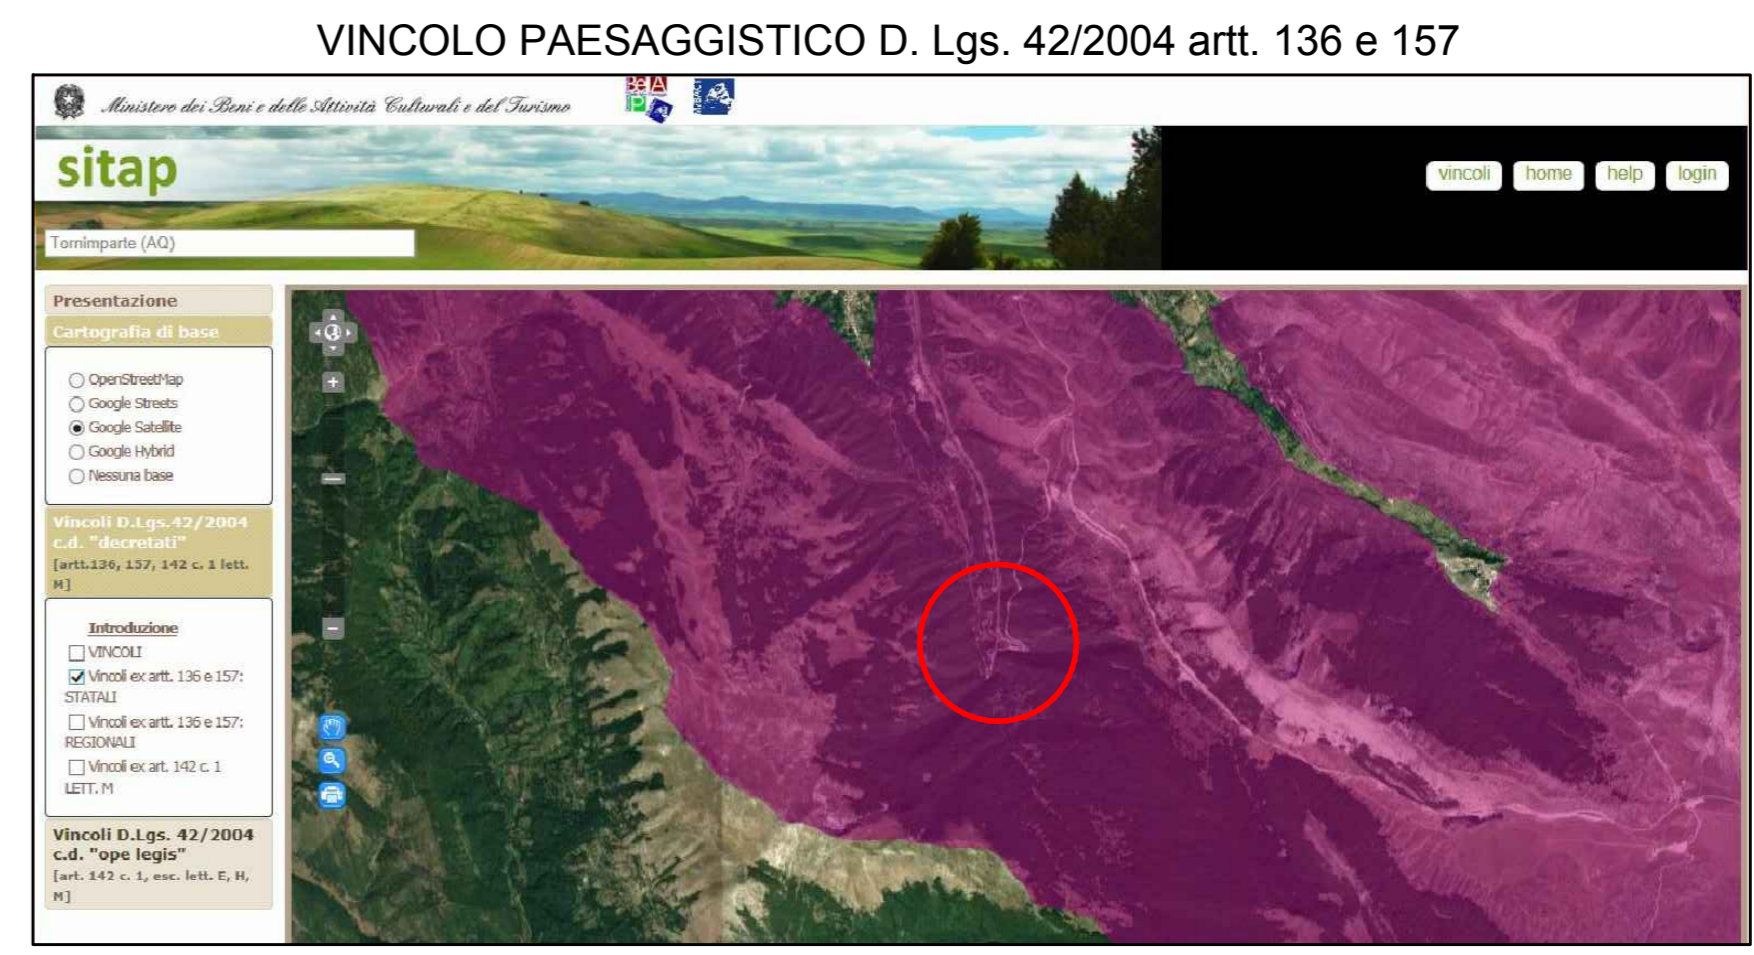 VINCOLO PAESAGGISTICO D. Lgs. 42/2004 artt. 136 e 157
Ministero dei Beni e delle Attività Culturali e del Turismo
sitap
vincoli home help login
Tornimparte (AQ)
Presentazione
Cartografia di base
OpenStreetMap
Google Streets
Google Satellite
Google Hybrid
Nessuna base
Vincoli D.Lgs.42/2004
c.d. "decretati"
[artt.136, 157, 142 c. 1 lett.
M]
Introduzione
VINCOLI
Vincoli ex artt. 136 e 157:
STATALI
Vincoli ex artt. 136 e 157:
REGIONALI
Vincoli ex art. 142 c. 1
LETT. M
Vincoli D.Lgs. 42/2004
c.d. "ope legis"
[art. 142 c. 1, esc. lett. E, H,
M]